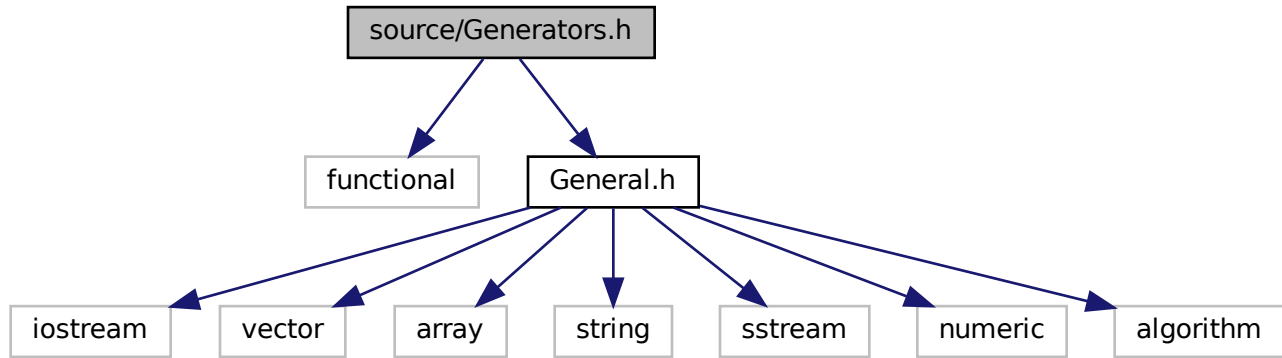 source/Generators.h
functional
General.h
iostream
vector
array
string
sstream
numeric
algorithm